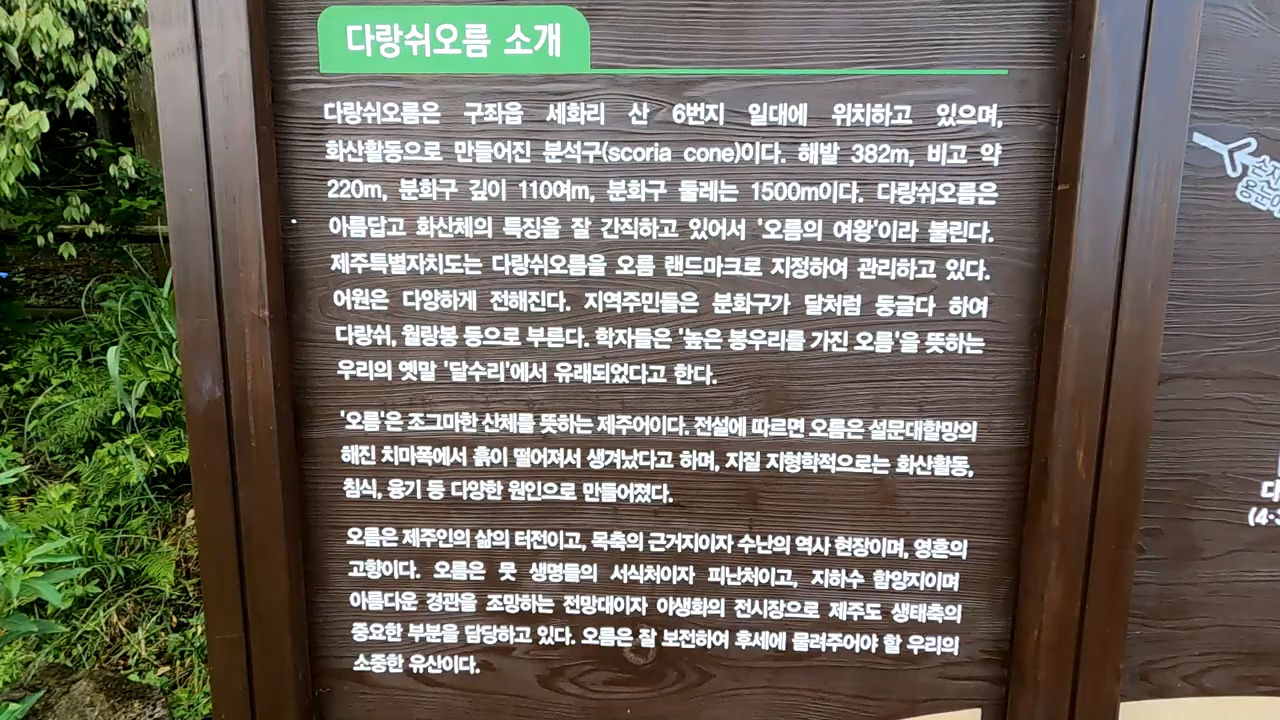 다랑쉬오름 소개
다랑쉬오름은 구좌읍 세화리 산 6번지 일대에 위치하고 있으며,
화산활동으로 만들어진 분석구(scoria cone)이다. 해발 382m, 비고 약
220m, 분화구 깊이 110여m, 분화구 둘레는 1500m이다. 다랑쉬오름은
아름답고 화산체의 특징을 잘 간직하고 있어서 '오름의 여왕'이라 불린다.
제주특별자치도는 다랑쉬오름을 오름 랜드마크로 지정하여 관리하고 있다.
어원은 다양하게 전해진다. 지역주민들은 분화구가 달처럼 둥글다 하여
다랑쉬, 월랑봉 등으로 부른다. 학자들은 '높은 봉우리를 가진 오름'을 뜻하는
우리의 옛말 '달수리'에서 유래되었다고 한다.
'오름'은 조그마한 산체를 뜻하는 제주어이다. 전설에 따르면 오름은 설문대할망의
해진 치마폭에서 흙이 떨어져서 생겨났다고 하며, 지질 지형학적으로는 화산활동,
침식, 융기 등 다양한 원인으로 만들어졌다.
오름은 제주인의 삶의 터전이고, 목축의 근거지이자 수난의 역사 현장이며, 영혼의
고향이다. 오름은 뭇 생명들의 서식처이자 피난처이고, 지하수 함양지이며
아름다운 경관을 조망하는 전망대이자 야생화의 전시장으로 제주도 생태축의
중요한 부분을 담당하고 있다. 오름은 잘 보전하여 후세에 물려주어야 할 우리의
소중한 유산이다.